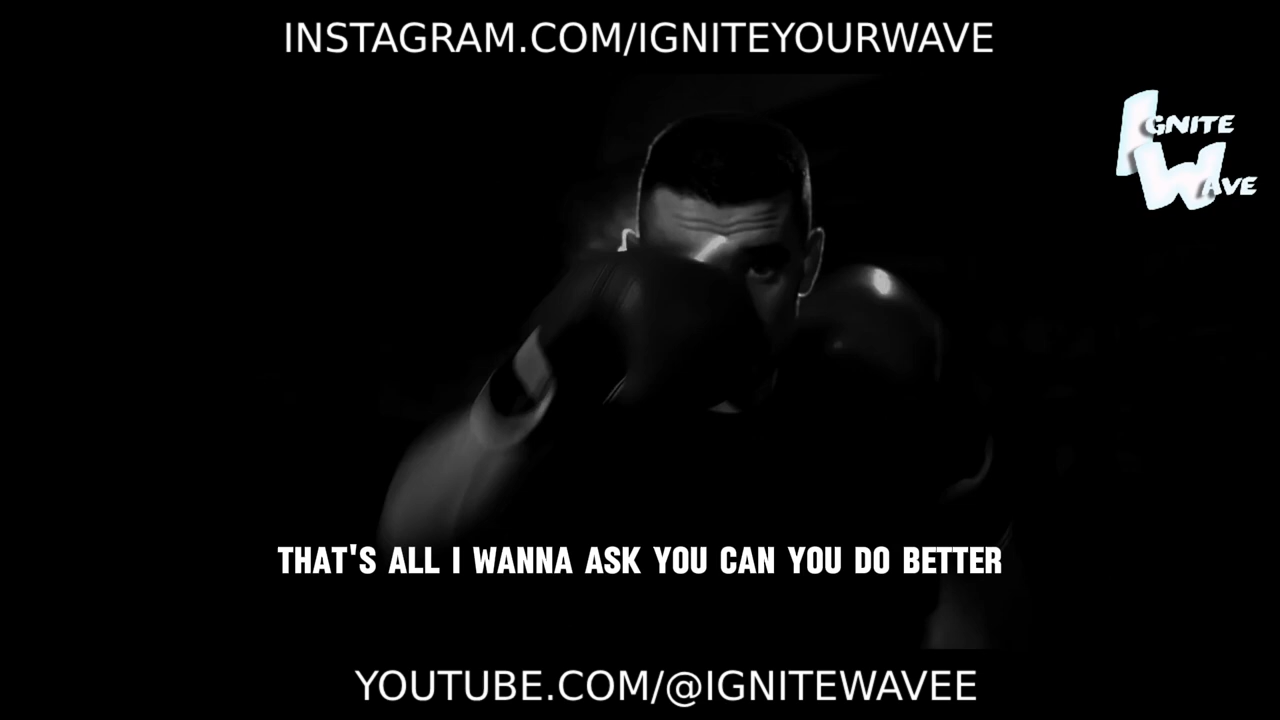 INSTAGRAM.COM/IGNITEYOURWAVE
IGNITE
WAVE
THAT'S ALL I WANNA ASK YOU CAN YOU DO BETTER
YOUTUBE.COM/@IGNITEWAVEE